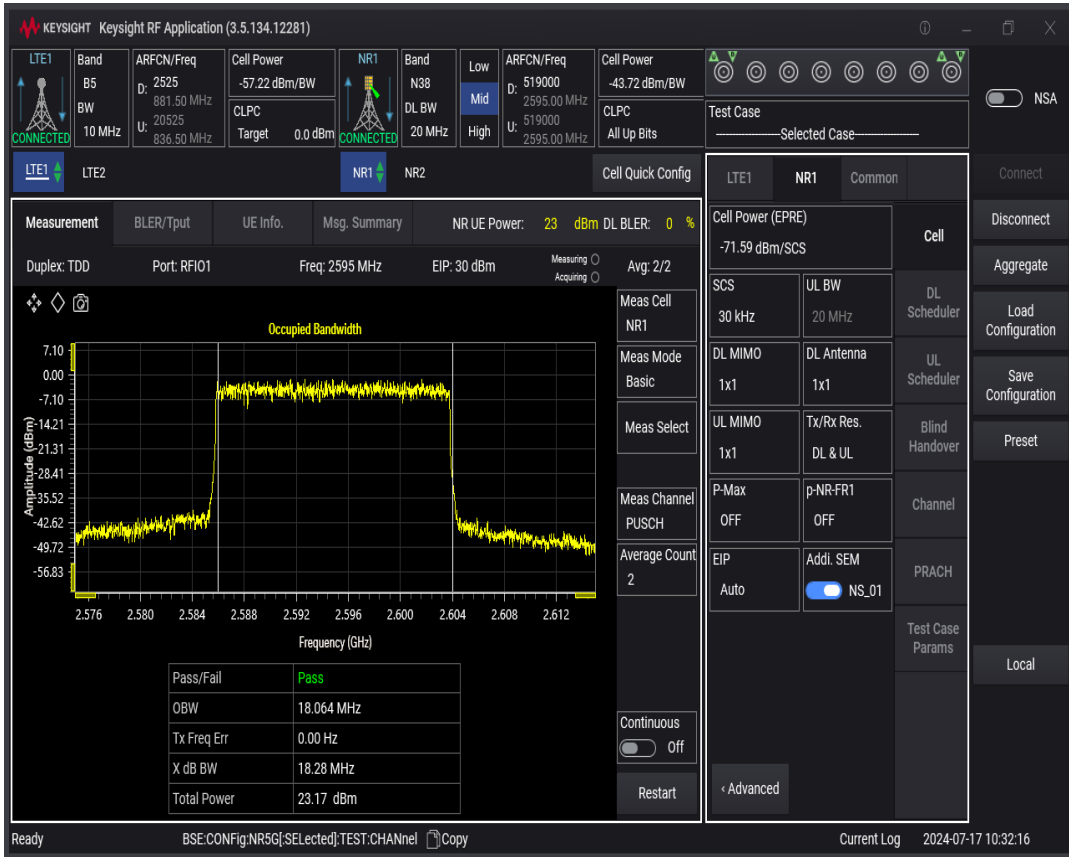 KEYSIGHT Keysight RF Application (3.5.134.12281)
LTE1 Band ARFCN/Freq Cell Power NR1 Band Low ARFCN/Freq Cell Power
B5 D: 2525 881.50 MHz -57.22 dBm/BW N38 Mid D: 519000 2595.00 MHz -43.72 dBm/BW
BW U: 20525 836.50 MHz CLPC DL BW High U: 519000 2595.00 MHz CLPC
CONNECTED 10 MHz Target 0.0 dBm CONNECTED 20 MHz All Up Bits
A B A B
Test Case
Selected Case
NSA
LTE1 LTE2 NR1 NR2 Cell Quick Config
Measurement BLER/Tput UE Info. Msg. Summary NR UE Power: 23 dBm DL BLER: 0 %
Duplex: TDD Port: RFIO1 Freq: 2595 MHz EIP: 30 dBm Measuring Acquiring Avg: 2/2
Occupied Bandwidth
7.10
0.00
-7.10
-14.21
-21.31
-28.41
-35.52
-42.62
-49.72
-56.83
Amplitude (dBm)
2.576 2.580 2.584 2.588 2.592 2.596 2.600 2.604 2.608 2.612
Frequency (GHz)
Pass/Fail Pass
OBW 18.064 MHz
Tx Freq Err 0.00 Hz
X dB BW 18.28 MHz
Total Power 23.17 dBm
Meas Cell
NR1
Meas Mode
Basic
Meas Select
Meas Channel
PUSCH
Average Count
2
Continuous
Off
Restart
LTE1 NR1 Common
Cell Power (EPRE)
-71.59 dBm/SCS
SCS UL BW
30 kHz 20 MHz
DL MIMO DL Antenna
1x1 1x1
UL MIMO Tx/Rx Res.
1x1 DL & UL
P-Max p-NR-FR1
OFF OFF
EIP Addi. SEM
Auto NS_01
‹ Advanced
Cell
DL Scheduler
UL Scheduler
Blind Handover
Channel
PRACH
Test Case Params
Connect
Disconnect
Aggregate
Load Configuration
Save Configuration
Preset
Local
Ready BSE:CONFig:NR5G[:SELected]:TEST:CHANnel Copy Current Log 2024-07-17 10:32:16